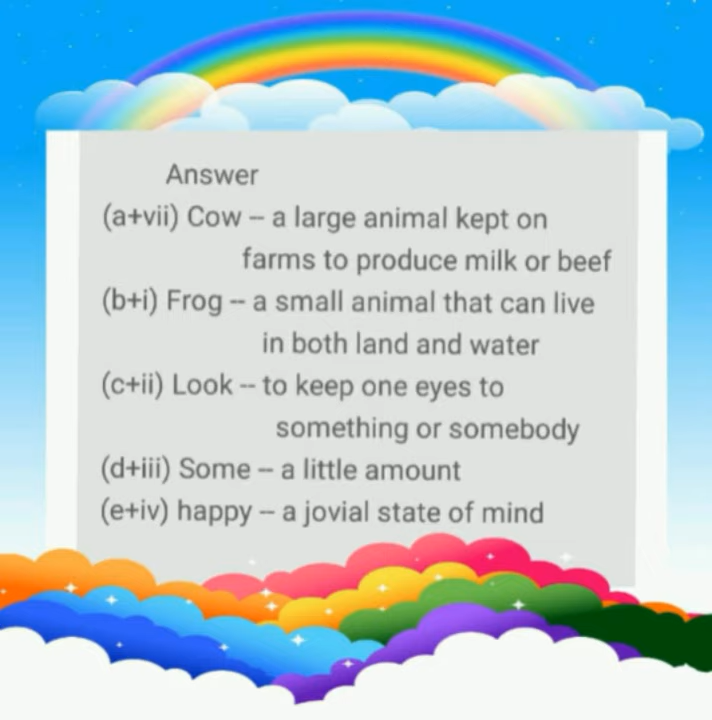 Answer
(a+vii) Cow – a large animal kept on
farms to produce milk or beef
(b+i) Frog -- a small animal that can live
in both land and water
(c+ii) Look -- to keep one eyes to
something or somebody
(d+iii) Some – a little amount
(e+iv) happy – a jovial state of mind